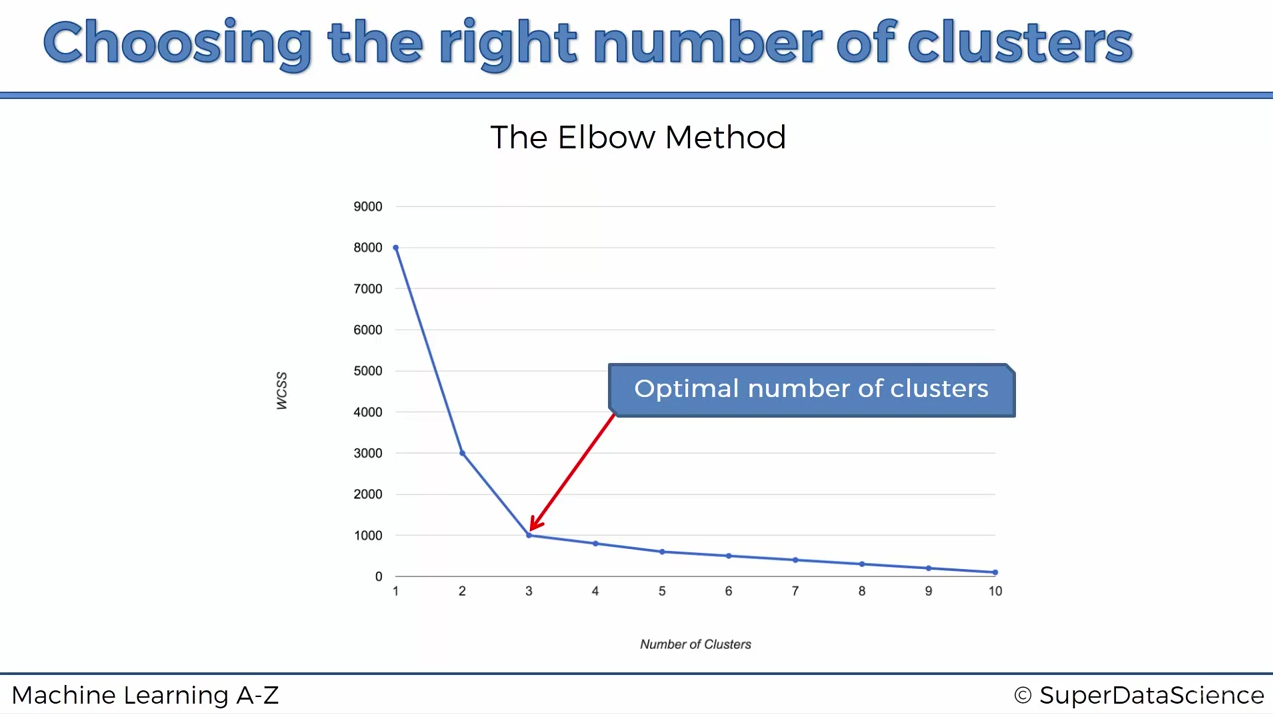 Choosing the right number of clusters
The Elbow Method
9000
8000
7000
6000
5000
4000
3000
2000
1000
0
WCSS
Optimal number of clusters
1 2 3 4 5 6 7 8 9 10
Number of Clusters
Machine Learning A-Z
© SuperDataScience